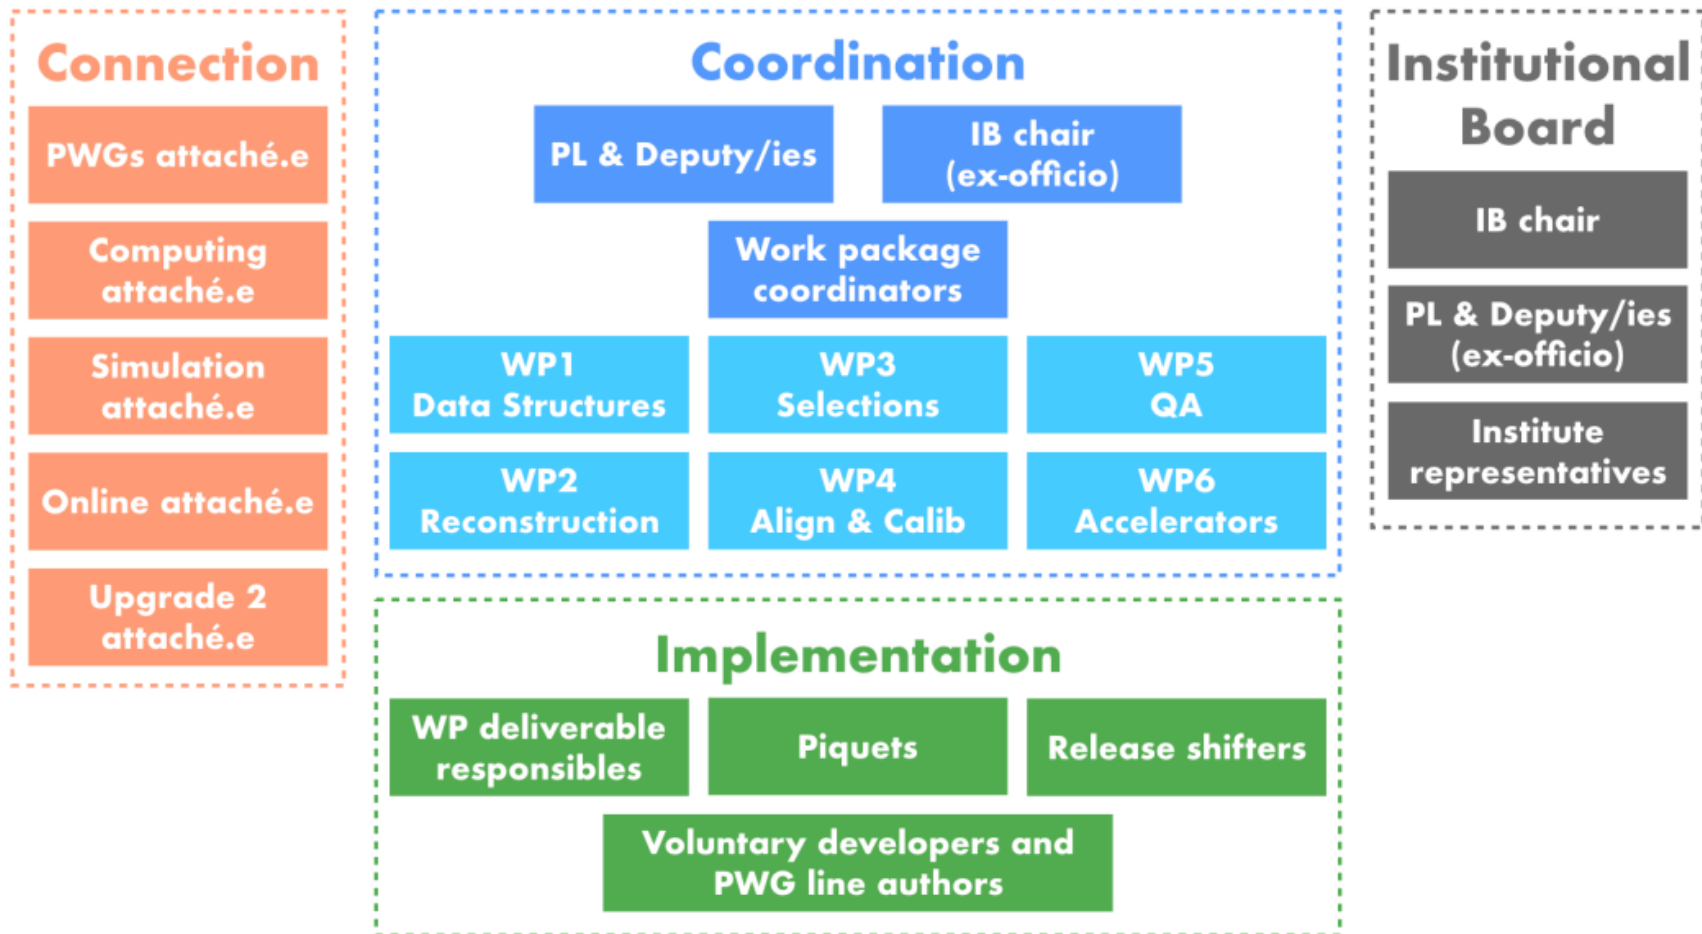 Connection
PWGs attaché.e
Computing
attaché.e
Simulation
attaché.e
Online attaché.e
Upgrade 2
attaché.e
Coordination
PL & Deputy/ies
IB chair
(ex-officio)
Work package
coordinators
WP1
Data Structures
WP3
Selections
WP5
QA
WP2
Reconstruction
WP4
Align & Calib
WP6
Accelerators
Implementation
WP deliverable
responsibles
Piquets
Release shifters
Voluntary developers and
PWG line authors
Institutional
Board
IB chair
PL & Deputy/ies
(ex-officio)
Institute
representatives